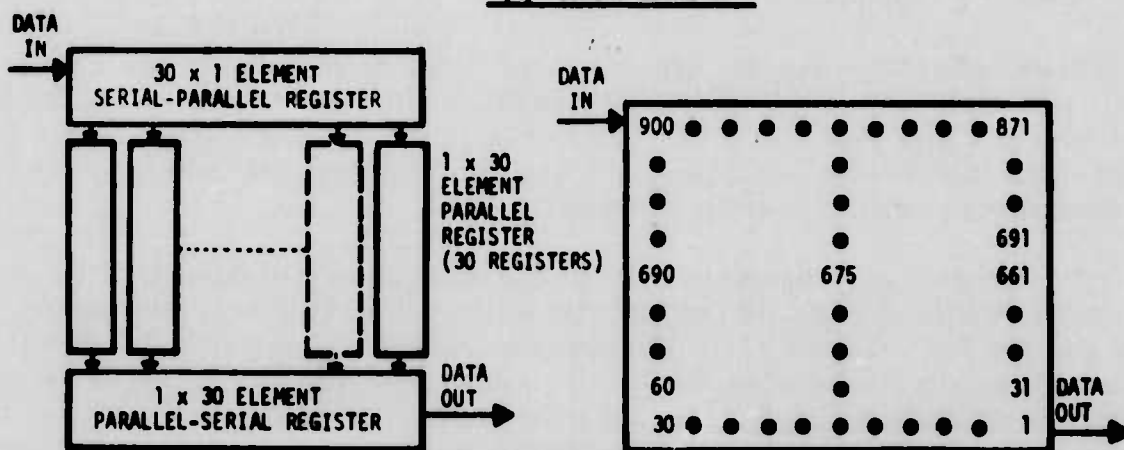 DATA
IN
30 x 1 ELEMENT
SERIAL-PARALLEL REGISTER
1 x 30
ELEMENT
PARALLEL
REGISTER
(30 REGISTERS)
1 x 30 ELEMENT
PARALLEL-SERIAL REGISTER
DATA
OUT
DATA
IN
900 871
691
690 675 661
60 31
30 1
DATA
OUT